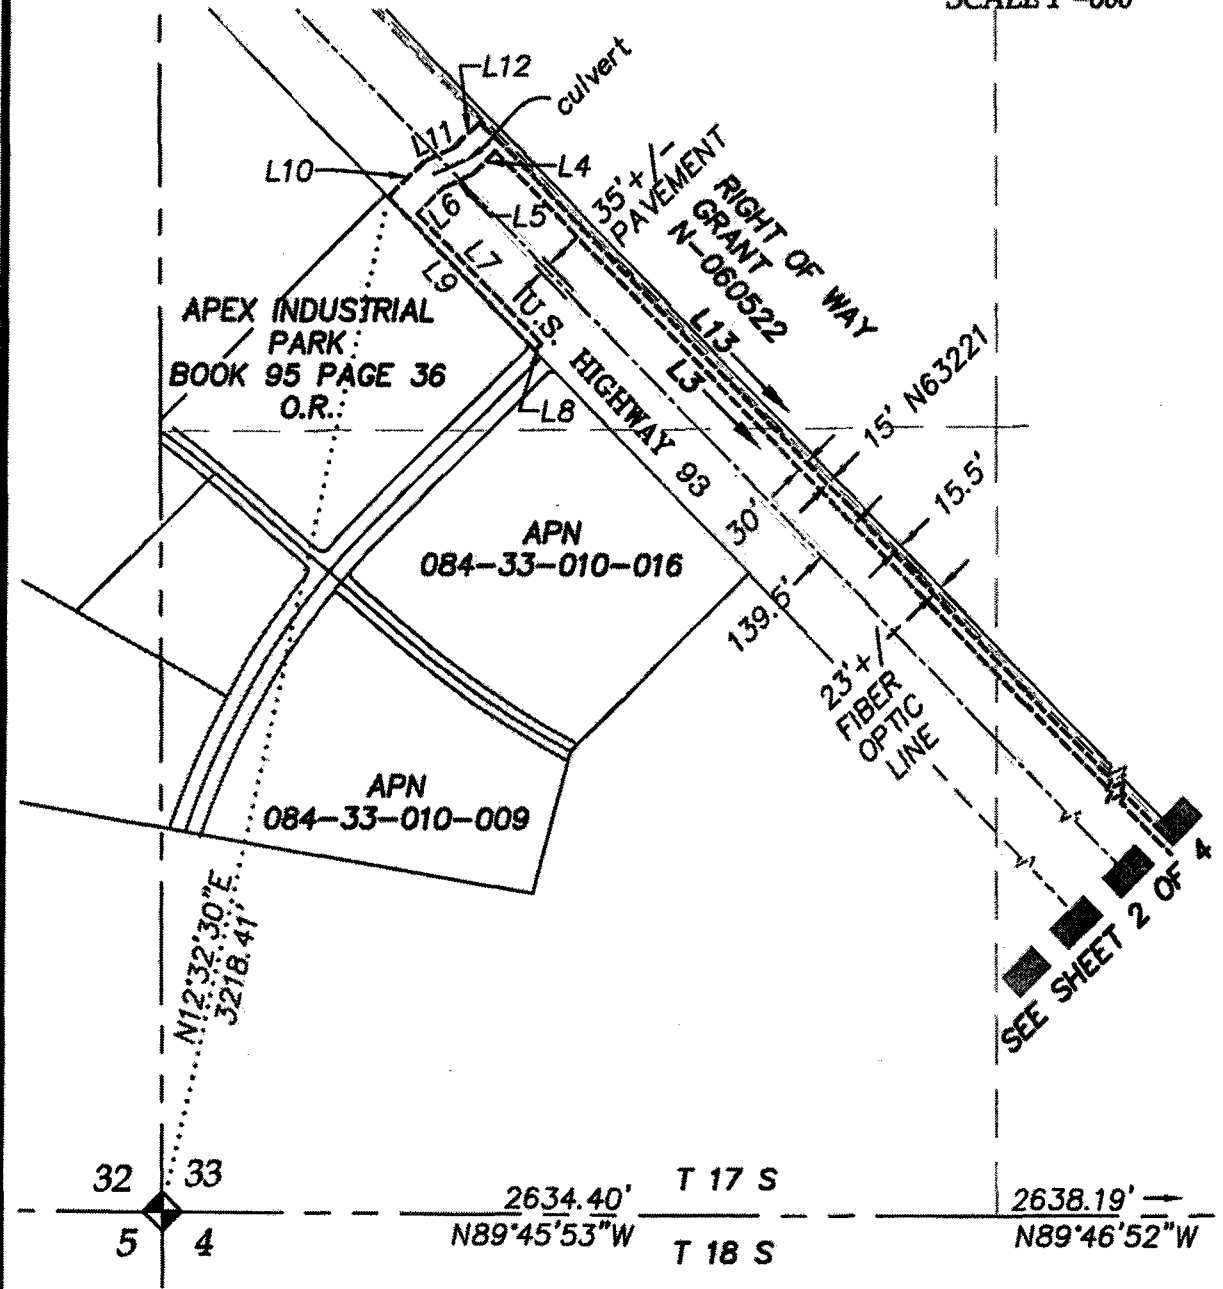 L12
culvert
L11
L10
L4
L6
L5
35'+/-
PAVEMENT
RIGHT OF WAY
GRANT
N-060522
L7
L9
APEX INDUSTRIAL
PARK
BOOK 95 PAGE 36
O.R.
U.S. HIGHWAY 93
L13
L3
L8
15' N63221
15.5'
30'
139.6'
APN
084-33-010-016
23'+/-
FIBER
OPTIC
LINE
APN
084-33-010-009
N12°32'30"E
3218.41'
SEE SHEET 2 OF 4
32 33
5 4
T 17 S
2634.40'
N89°45'53"W
T 18 S
2638.19'
N89°46'52"W